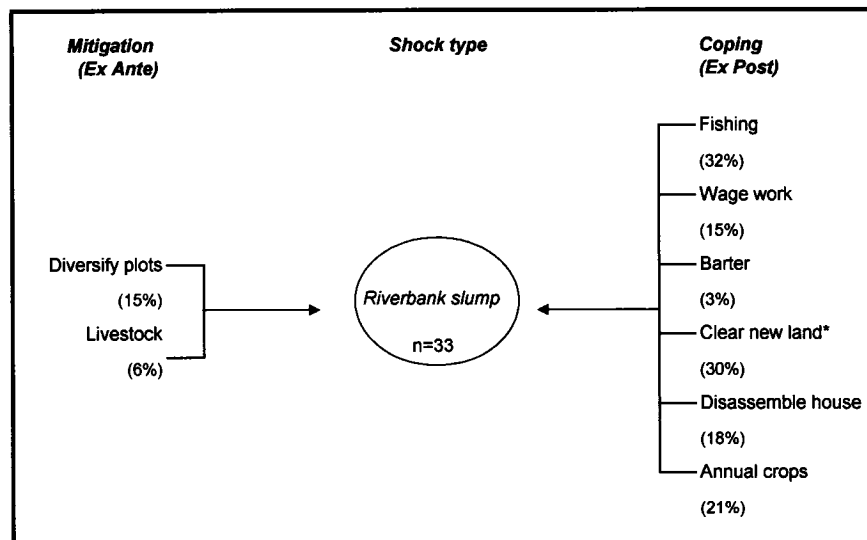 Mitigation
(Ex Ante)
Shock type
Coping
(Ex Post)
Diversify plots
(15%)
Livestock
(6%)
Riverbank slump
n=33
Fishing
(32%)
Wage work
(15%)
Barter
(3%)
Clear new land*
(30%)
Disassemble house
(18%)
Annual crops
(21%)